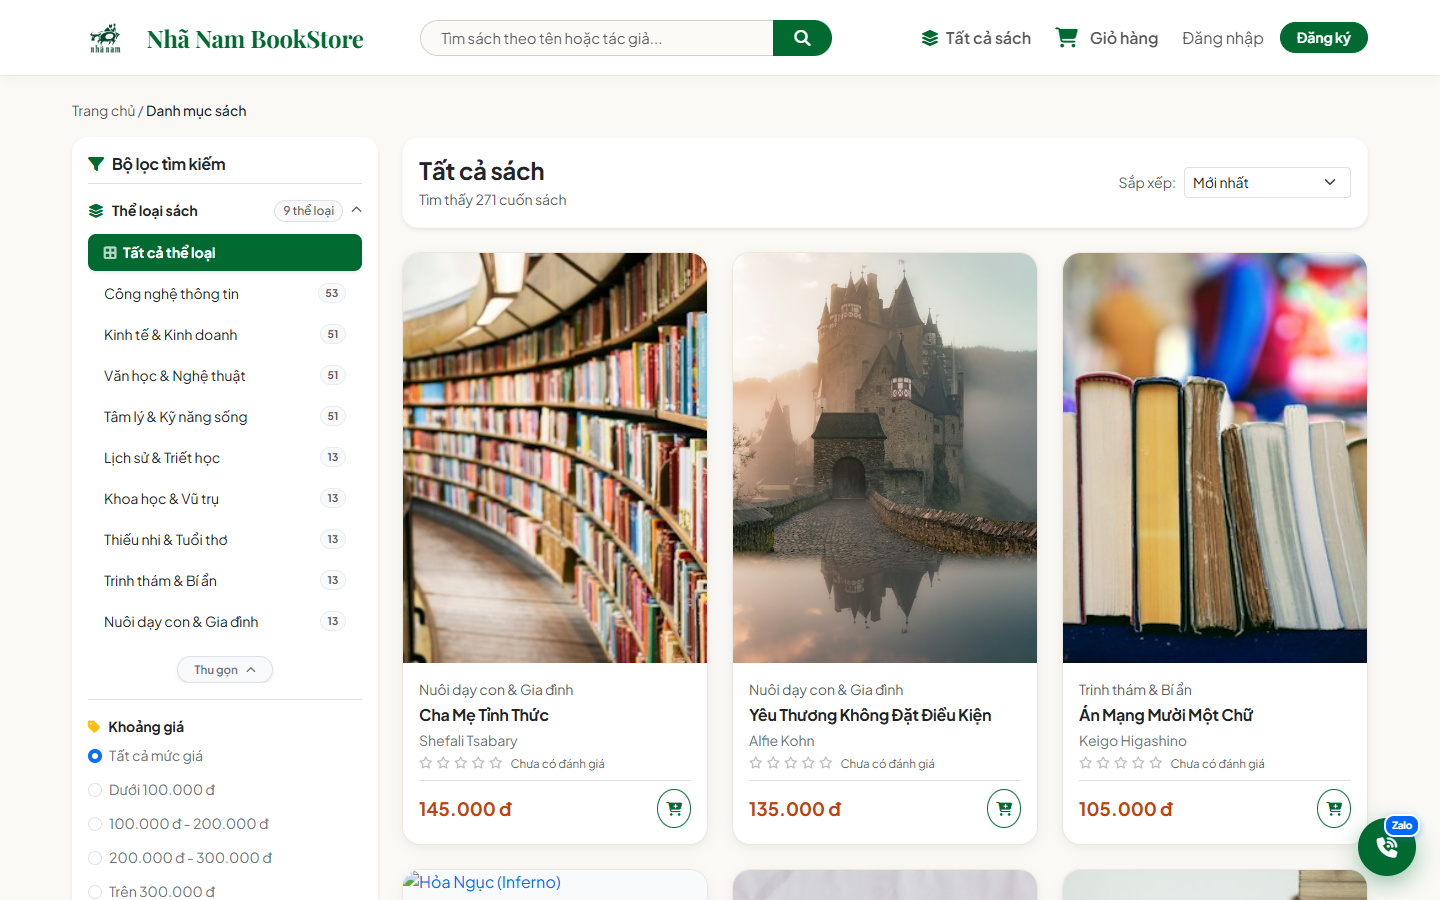 nhã nam
Nhã Nam BookStore
Tìm sách theo tên hoặc tác giả...
Tất cả sách
Giỏ hàng
Đăng nhập
Đăng ký
Trang chủ / Danh mục sách
Bộ lọc tìm kiếm
Thể loại sách
9 thể loại
Tất cả thể loại
Công nghệ thông tin 53
Kinh tế & Kinh doanh 51
Văn học & Nghệ thuật 51
Tâm lý & Kỹ năng sống 51
Lịch sử & Triết học 13
Khoa học & Vũ trụ 13
Thiếu nhi & Tuổi thơ 13
Trinh thám & Bí ẩn 13
Nuôi dạy con & Gia đình 13
Thu gọn
Khoảng giá
Tất cả mức giá
Dưới 100.000 đ
100.000 đ - 200.000 đ
200.000 đ - 300.000 đ
Trên 300.000 đ
Tất cả sách
Tìm thấy 271 cuốn sách
Sắp xếp: Mới nhất
Nuôi dạy con & Gia đình
Cha Mẹ Tỉnh Thức
Shefali Tsabary
Chưa có đánh giá
145.000 đ
Nuôi dạy con & Gia đình
Yêu Thương Không Đặt Điều Kiện
Alfie Kohn
Chưa có đánh giá
135.000 đ
Trinh thám & Bí ẩn
Án Mạng Mười Một Chữ
Keigo Higashino
Chưa có đánh giá
105.000 đ
Hỏa Ngục (Inferno)
Zalo